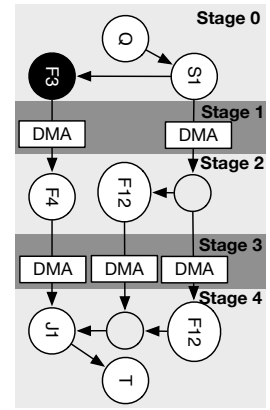 Stage 0
Q
F3
S1
Stage 1
DMA
DMA
Stage 2
F4
F12
Stage 3
DMA
DMA
DMA
Stage 4
J1
F12
T